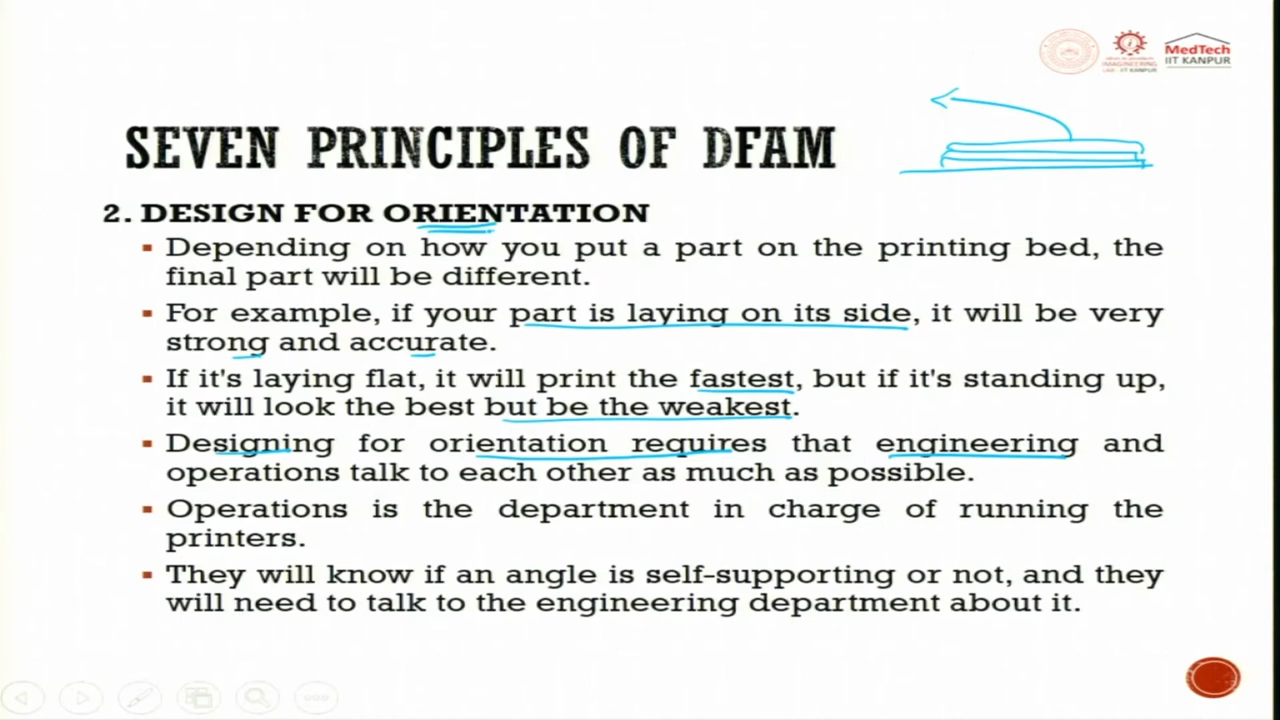 MedTech
IIT KANPUR
SEVEN PRINCIPLES OF DFAM
2. DESIGN FOR ORIENTATION
▪ Depending on how you put a part on the printing bed, the
final part will be different.
▪ For example, if your part is laying on its side, it will be very
strong and accurate.
▪ If it's laying flat, it will print the fastest, but if it's standing up,
it will look the best but be the weakest.
▪ Designing for orientation requires that engineering and
operations talk to each other as much as possible.
▪ Operations is the department in charge of running the
printers.
▪ They will know if an angle is self-supporting or not, and they
will need to talk to the engineering department about it.